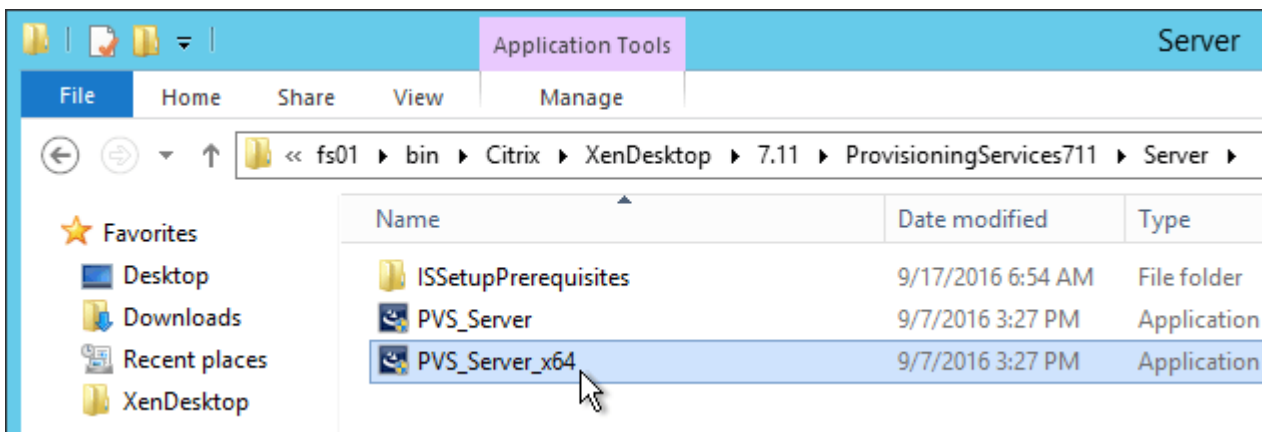 Application Tools
Server
File Home Share View Manage
« fs01 ▸ bin ▸ Citrix ▸ XenDesktop ▸ 7.11 ▸ ProvisioningServices711 ▸ Server ▸
Favorites
Desktop
Downloads
Recent places
XenDesktop
Name Date modified Type
ISSetupPrerequisites 9/17/2016 6:54 AM File folder
PVS_Server 9/7/2016 3:27 PM Application
PVS_Server_x64 9/7/2016 3:27 PM Application